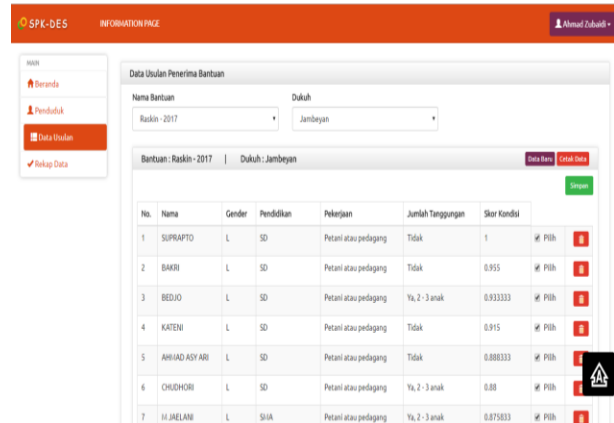 SPK-DES INFORMATION PAGE Ahmad Zubaidi
MAIN
Beranda
Penduduk
Data Usulan
Rekap Data
Data Usulan Penerima Bantuan
Nama Bantuan Dukuh
Raskin - 2017 Jambeyan
Bantuan : Raskin - 2017 | Dukuh : Jambeyan Data Baru Cetak Data
Simpan
No. Nama Gender Pendidikan Pekerjaan Jumlah Tanggungan Skor Kondisi
1 SUPRAPTO L SD Petani atau pedagang Tidak 1 Pilih
2 BAKRI L SD Petani atau pedagang Tidak 0.955 Pilih
3 BEDJO L SD Petani atau pedagang Ya, 2 - 3 anak 0.933333 Pilih
4 KATENI L SD Petani atau pedagang Tidak 0.915 Pilih
5 AHMAD ASY ARI L SD Petani atau pedagang Tidak 0.888333 Pilih
6 CHUDHORI L SD Petani atau pedagang Ya, 2 - 3 anak 0.88 Pilih
7 M.JAELANI L SMA Petani atau pedagang Ya, 2 - 3 anak 0.875833 Pilih